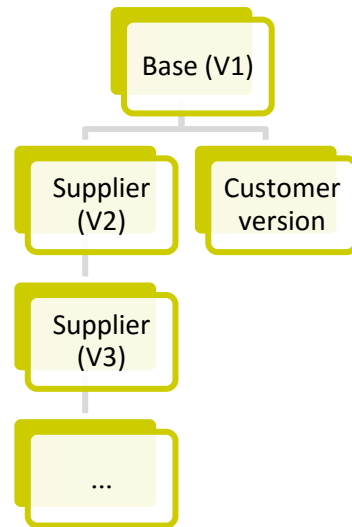 Base (V1)
Supplier
(V2)
Customer
version
Supplier
(V3)
...